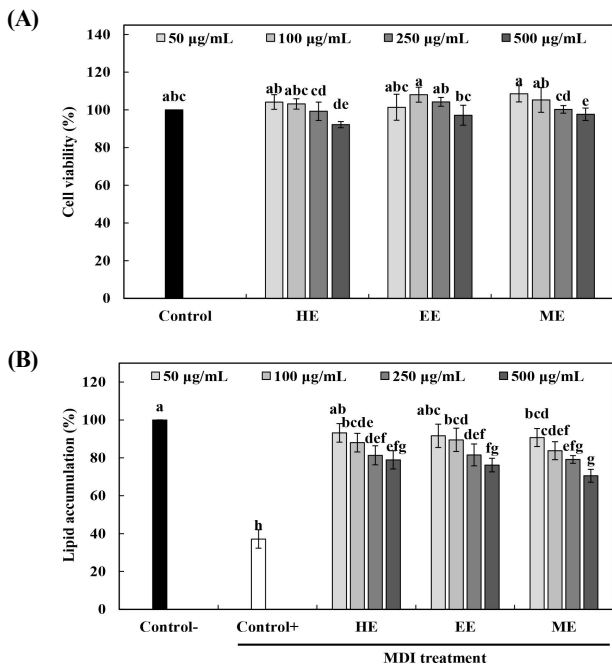 (A)
140
120
100
80
60
40
20
0
Cell viability (%)
50 µg/mL 100 µg/mL 250 µg/mL 500 µg/mL
abc ab abc cd de abc a ab bc a ab cd e
Control HE EE ME
(B)
120
100
80
60
40
20
0
Lipid accumulation (%)
50 µg/mL 100 µg/mL 250 µg/mL 500 µg/mL
a h ab bcde def efg abc bcd def fg bcd cdef efg g
Control- Control+ HE EE ME
MDI treatment